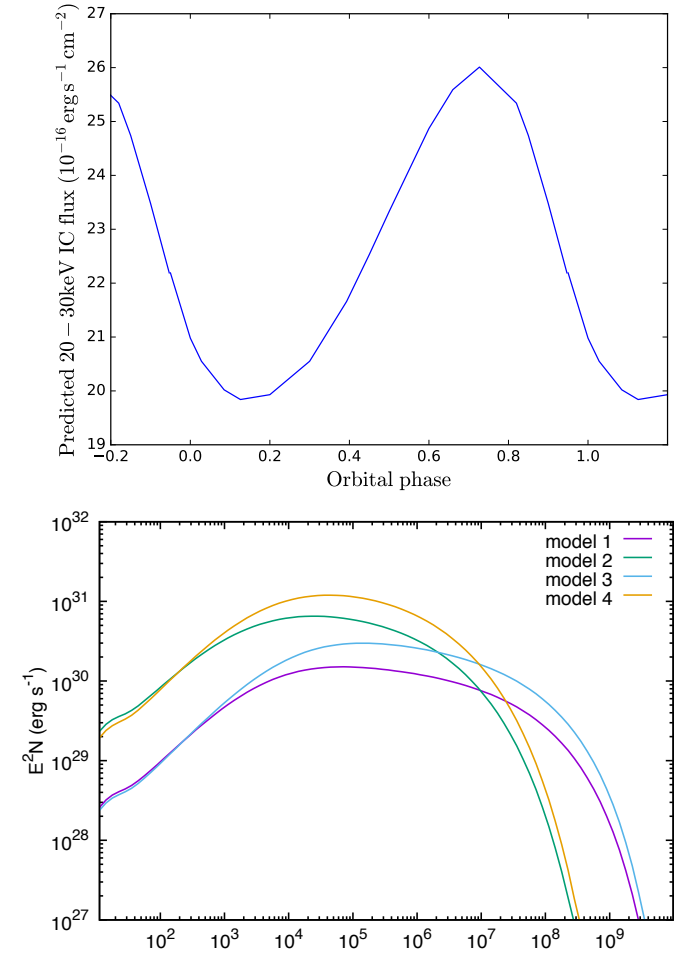 27
26
25
24
23
22
21
20
19
Predicted 20 − 30keV IC flux (10⁻¹⁶ erg s⁻¹ cm⁻²)
−0.2 0.0 0.2 0.4 0.6 0.8 1.0
Orbital phase
10³²
10³¹
10³⁰
10²⁹
10²⁸
10²⁷
E²N (erg s⁻¹)
model 1
model 2
model 3
model 4
10² 10³ 10⁴ 10⁵ 10⁶ 10⁷ 10⁸ 10⁹